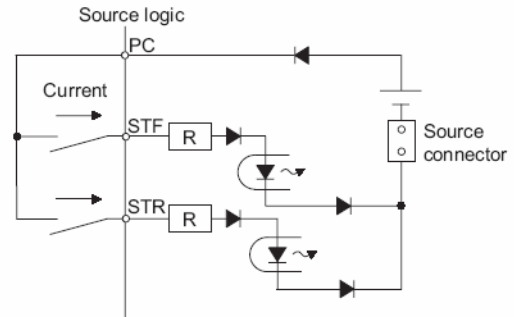 Source logic
PC
Current
STF
R
Source
connector
STR
R